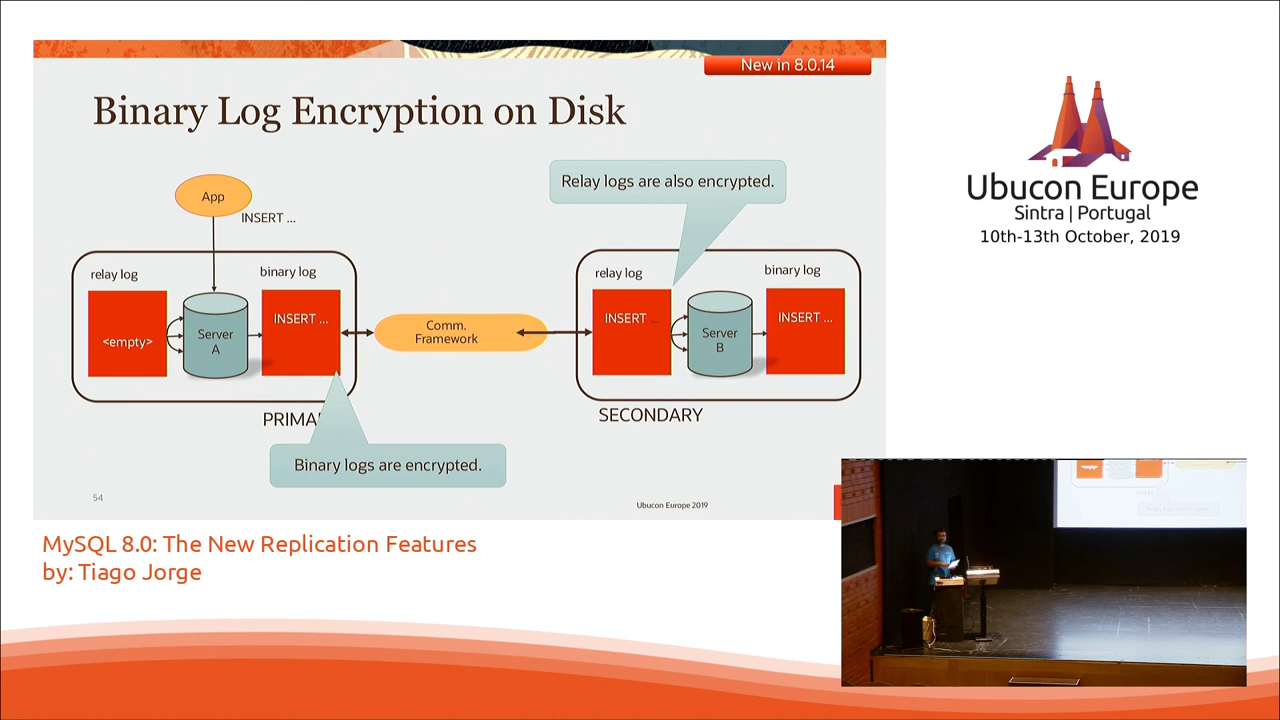 New in 8.0.14
Binary Log Encryption on Disk
Relay logs are also encrypted.
App
INSERT ...
relay log
binary log
<empty>
Server
A
INSERT ...
Comm.
Framework
relay log
binary log
INSERT ...
Server
B
INSERT ...
PRIMA
SECONDARY
Binary logs are encrypted.
54
Ubucon Europe 2019
Ubucon Europe
Sintra | Portugal
10th-13th October, 2019
MySQL 8.0: The New Replication Features
by: Tiago Jorge